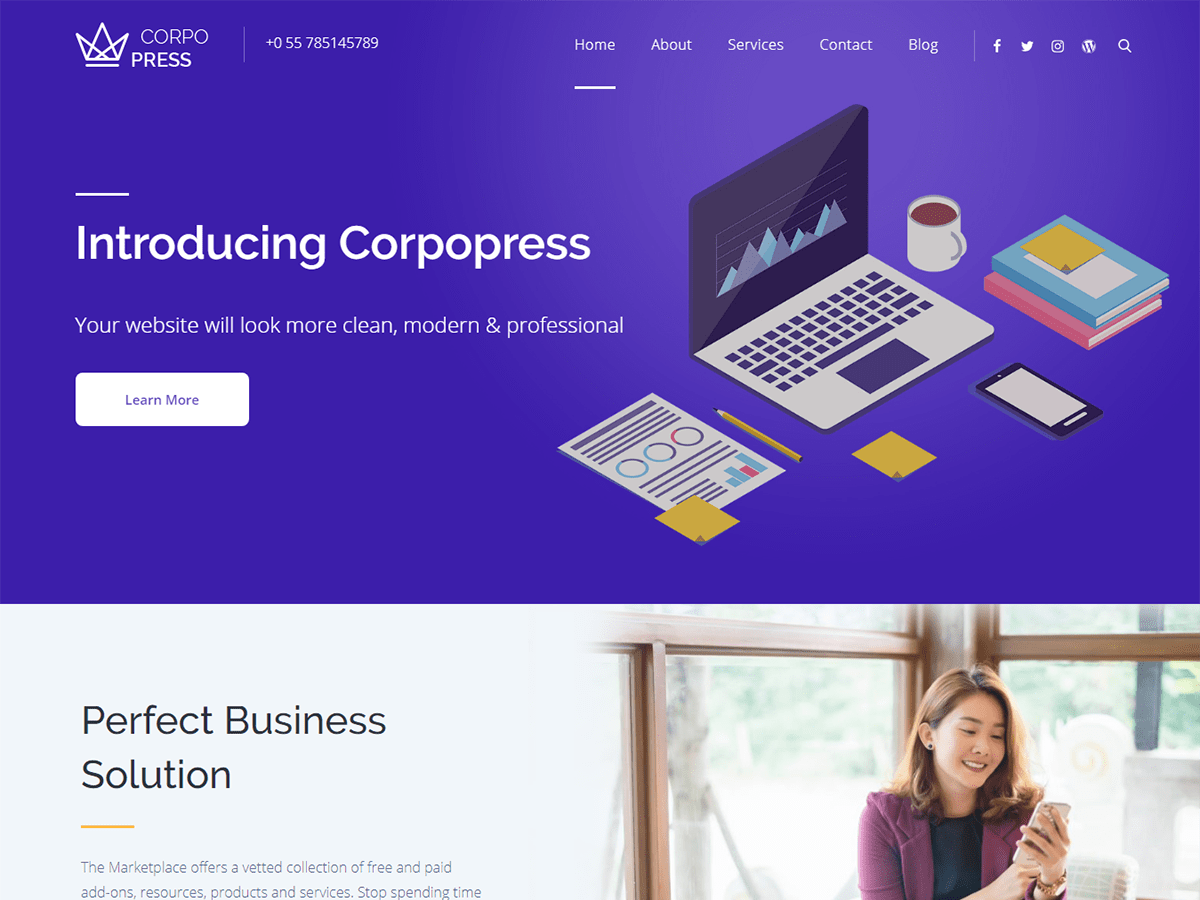 CORPO
PRESS
+0 55 785145789
Home About Services Contact Blog
Introducing Corpopress
Your website will look more clean, modern & professional
Learn More
Perfect Business
Solution
The Marketplace offers a vetted collection of free and paid
add-ons, resources, products and services. Stop spending time